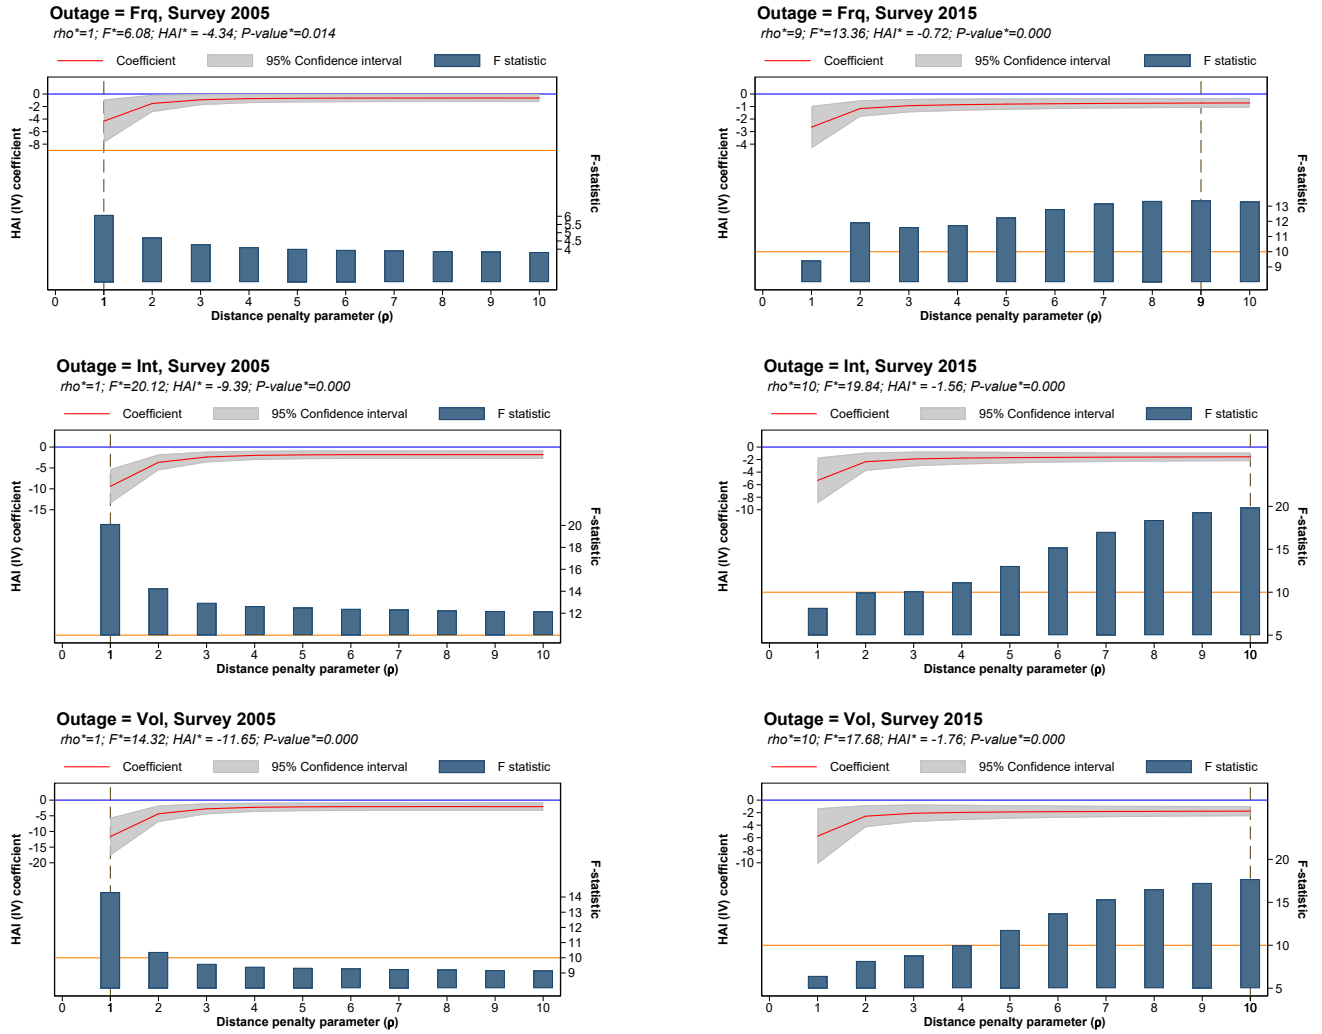 Outage = Frq, Survey 2005
rho*=1; F*=6.08; HAI* = -4.34; P-value*=0.014
Coefficient 95% Confidence interval F statistic
0
-2
-4
-6
-8
HAI (IV) coefficient
6
5.5
5
4.5
4
F-statistic
0 1 2 3 4 5 6 7 8 9 10
Distance penalty parameter (ρ)
Outage = Frq, Survey 2015
rho*=9; F*=13.36; HAI* = -0.72; P-value*=0.000
Coefficient 95% Confidence interval F statistic
0
-1
-2
-3
-4
HAI (IV) coefficient
13
12
11
10
9
F-statistic
0 1 2 3 4 5 6 7 8 9 10
Distance penalty parameter (ρ)
Outage = Int, Survey 2005
rho*=1; F*=20.12; HAI* = -9.39; P-value*=0.000
Coefficient 95% Confidence interval F statistic
0
-5
-10
-15
HAI (IV) coefficient
20
18
16
14
12
F-statistic
0 1 2 3 4 5 6 7 8 9 10
Distance penalty parameter (ρ)
Outage = Int, Survey 2015
rho*=10; F*=19.84; HAI* = -1.56; P-value*=0.000
Coefficient 95% Confidence interval F statistic
0
-2
-4
-6
-8
-10
HAI (IV) coefficient
20
15
10
5
F-statistic
0 1 2 3 4 5 6 7 8 9 10
Distance penalty parameter (ρ)
Outage = Vol, Survey 2005
rho*=1; F*=14.32; HAI* = -11.65; P-value*=0.000
Coefficient 95% Confidence interval F statistic
0
-5
-10
-15
-20
HAI (IV) coefficient
14
13
12
11
10
9
F-statistic
0 1 2 3 4 5 6 7 8 9 10
Distance penalty parameter (ρ)
Outage = Vol, Survey 2015
rho*=10; F*=17.68; HAI* = -1.76; P-value*=0.000
Coefficient 95% Confidence interval F statistic
0
-2
-4
-6
-8
-10
HAI (IV) coefficient
20
15
10
5
F-statistic
0 1 2 3 4 5 6 7 8 9 10
Distance penalty parameter (ρ)